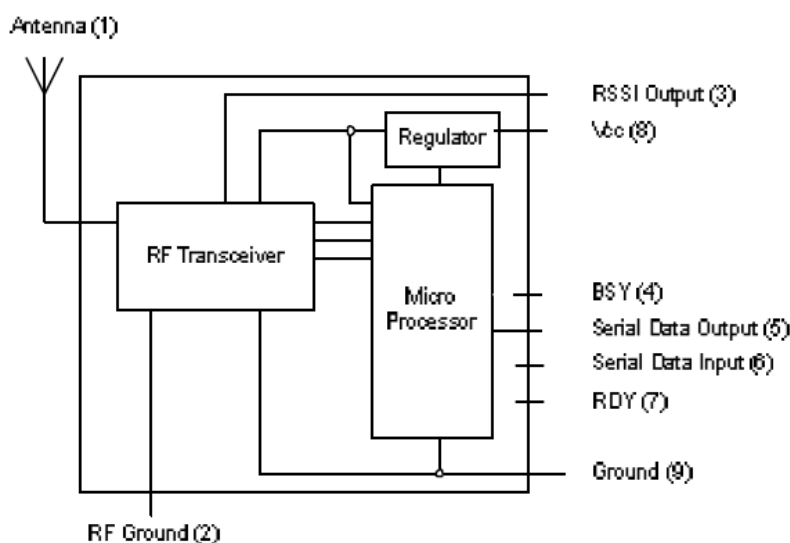 Antenna (1)
RSSI Output (3)
Vcc (8)
Regulator
RF Transceiver
Micro
Processor
BSY (4)
Serial Data Output (5)
Serial Data Input (6)
RDY (7)
Ground (9)
RF Ground (2)